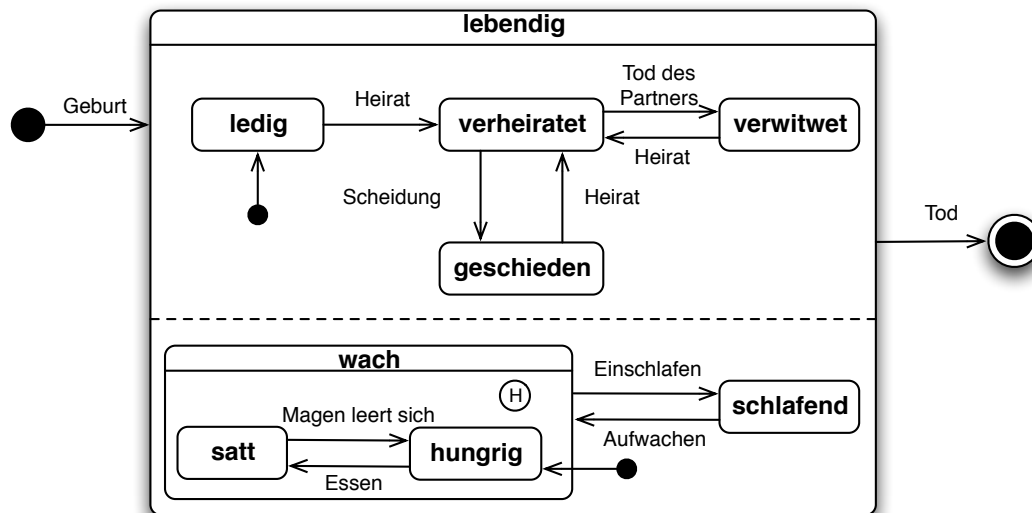 lebendig
Geburt
ledig
Heirat
verheiratet
Tod des
Partners
verwitwet
Heirat
Scheidung
Heirat
geschieden
Tod
wach
H
Einschlafen
schlafend
Aufwachen
Magen leert sich
satt
hungrig
Essen